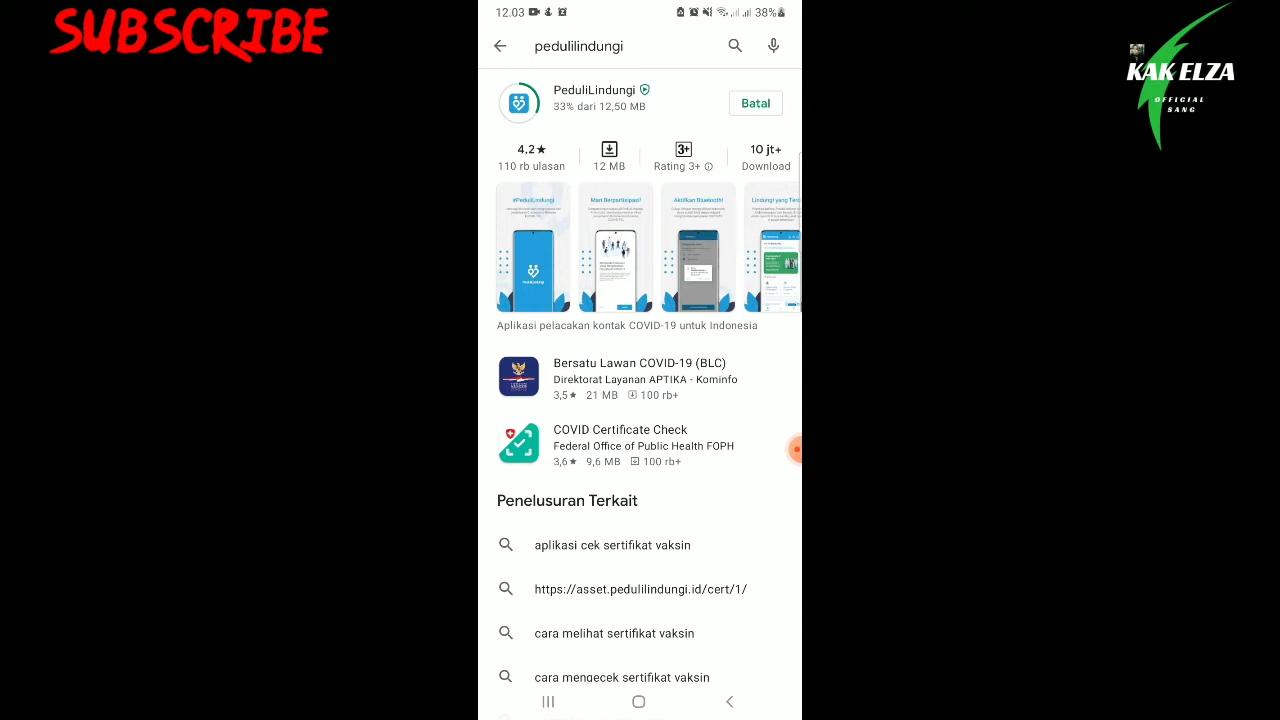 SUBSCRIBE
KAK ELZA
OFFICIAL
SANG
12.03
38%
pedulilindungi
PeduliLindungi
33% dari 12,50 MB
Batal
4,2★
110 rb ulasan
12 MB
3+
Rating 3+
10 jt+
Download
#PeduliLindungi
Mari Berpartisipasi!
Aktifkan Bluetooth!
Lindungi yang Terd
Aplikasi pelacakan kontak COVID-19 untuk Indonesia
Bersatu Lawan COVID-19 (BLC)
Direktorat Layanan APTIKA - Kominfo
3,5★ 21 MB 100 rb+
COVID Certificate Check
Federal Office of Public Health FOPH
3,6★ 9,6 MB 100 rb+
Penelusuran Terkait
aplikasi cek sertifikat vaksin
https://asset.pedulilindungi.id/cert/1/
cara melihat sertifikat vaksin
cara mengecek sertifikat vaksin